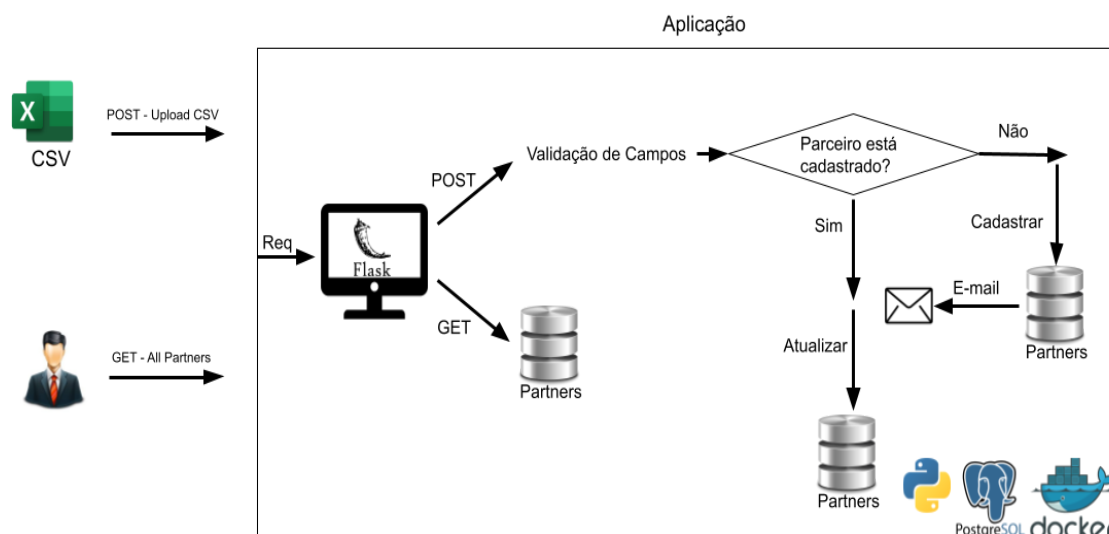 Aplicação
X
CSV
POST - Upload CSV
GET - All Partners
Req
Flask
POST
GET
Partners
Validação de Campos
Parceiro está
cadastrado?
Não
Sim
Cadastrar
E-mail
Partners
Atualizar
Partners
PostgreSQL
docker